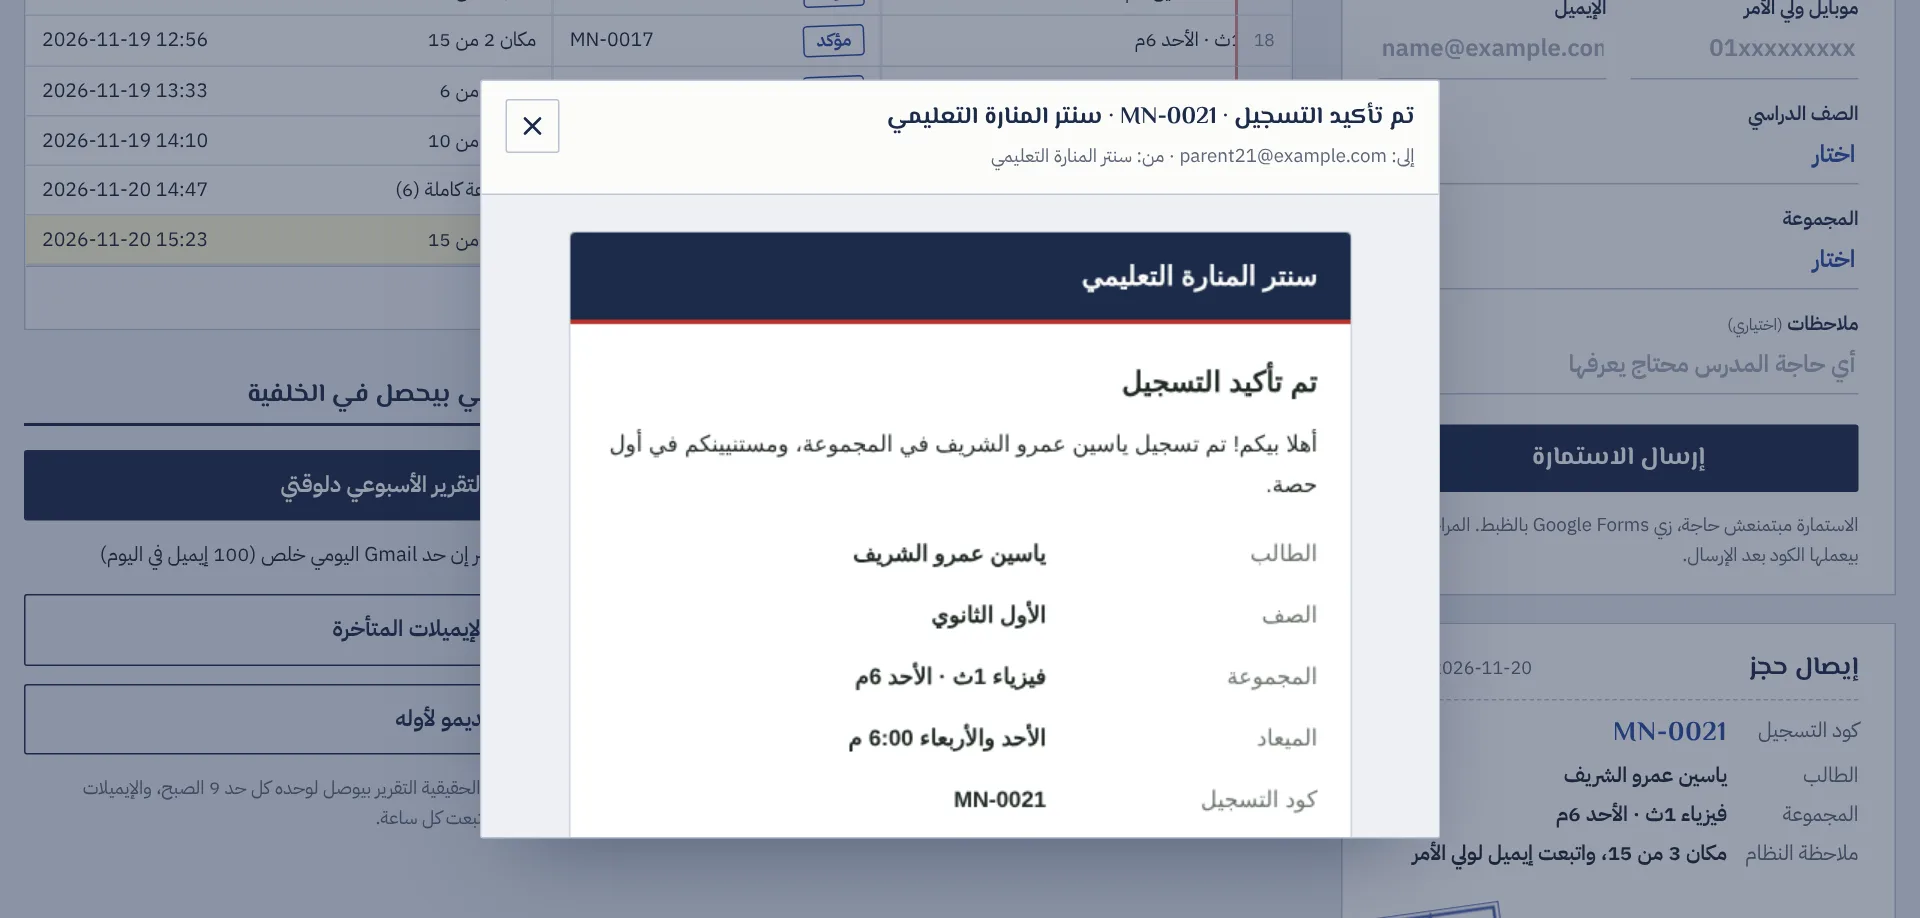 موبايل ولي الأمر
الإيميل
01xxxxxxxxx
name@example.com
الصف الدراسي
اختار
المجموعة
اختار
ملاحظات (اختياري)
أي حاجة المدرس محتاج يعرفها
إرسال الاستمارة
الاستمارة مبتمنعش حاجة، زي Google Forms بالظبط.
بيعملها الكود بعد الإرسال.
إيصال حجز
كود التسجيل MN-0021
الطالب ياسين عمرو الشريف
المجموعة فيزياء 1ث · الأحد 6م
ملاحظة النظام مكان 3 من 15، واتبعت إيميل لولي الأمر
تم تأكيد التسجيل · MN-0021 · سنتر المنارة التعليمي
إلى: parent21@example.com · من: سنتر المنارة التعليمي
سنتر المنارة التعليمي
تم تأكيد التسجيل
أهلا بيكم! تم تسجيل ياسين عمرو الشريف في المجموعة، ومستنيينكم في أول
حصة.
الطالب ياسين عمرو الشريف
الصف الأول الثانوي
المجموعة فيزياء 1ث · الأحد 6م
الميعاد الأحد والأربعاء 6:00 م
كود التسجيل MN-0021
18 · الأحد 6م مؤكد MN-0017 مكان 2 من 15 2026-11-19 12:56
من 6 2026-11-19 13:33
من 10 2026-11-19 14:10
كاملة (6) 2026-11-20 14:47
من 15 2026-11-20 15:23
بيحصل في الخلفية
التقرير الأسبوعي دلوقتي
إن حد Gmail اليومي خلص (100 إيميل في اليوم)
الإيميلات المتأخرة
لأوله
الحقيقية التقرير بيوصل لوحده كل حد 9 الصبح، والإيميلات
كل ساعة.